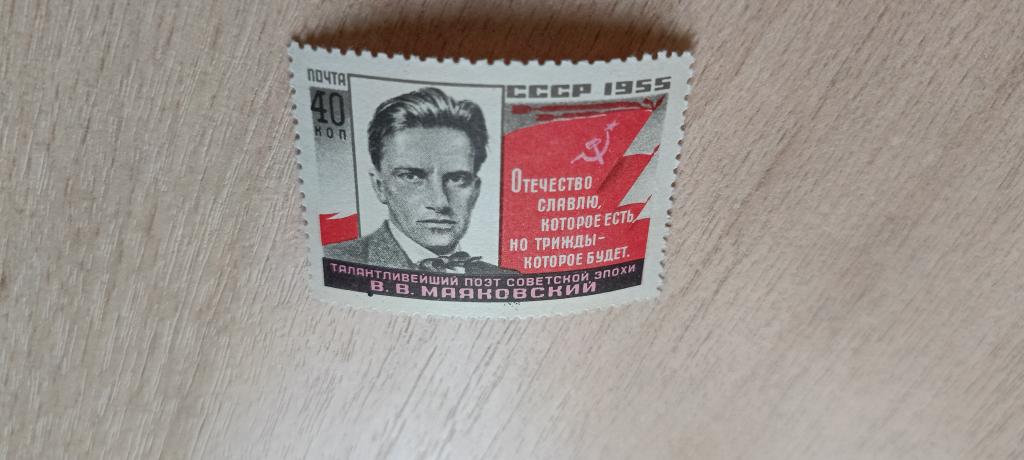 ПОЧТА
40
КОП
СССР 1955
ОТЕЧЕСТВО
СЛАВЛЮ,
КОТОРОЕ ЕСТЬ,
НО ТРИЖДЫ-
КОТОРОЕ БУДЕТ.
ТАЛАНТЛИВЕЙШИЙ ПОЭТ СОВЕТСКОЙ ЭПОХИ
В. В. МАЯКОВСКИЙ